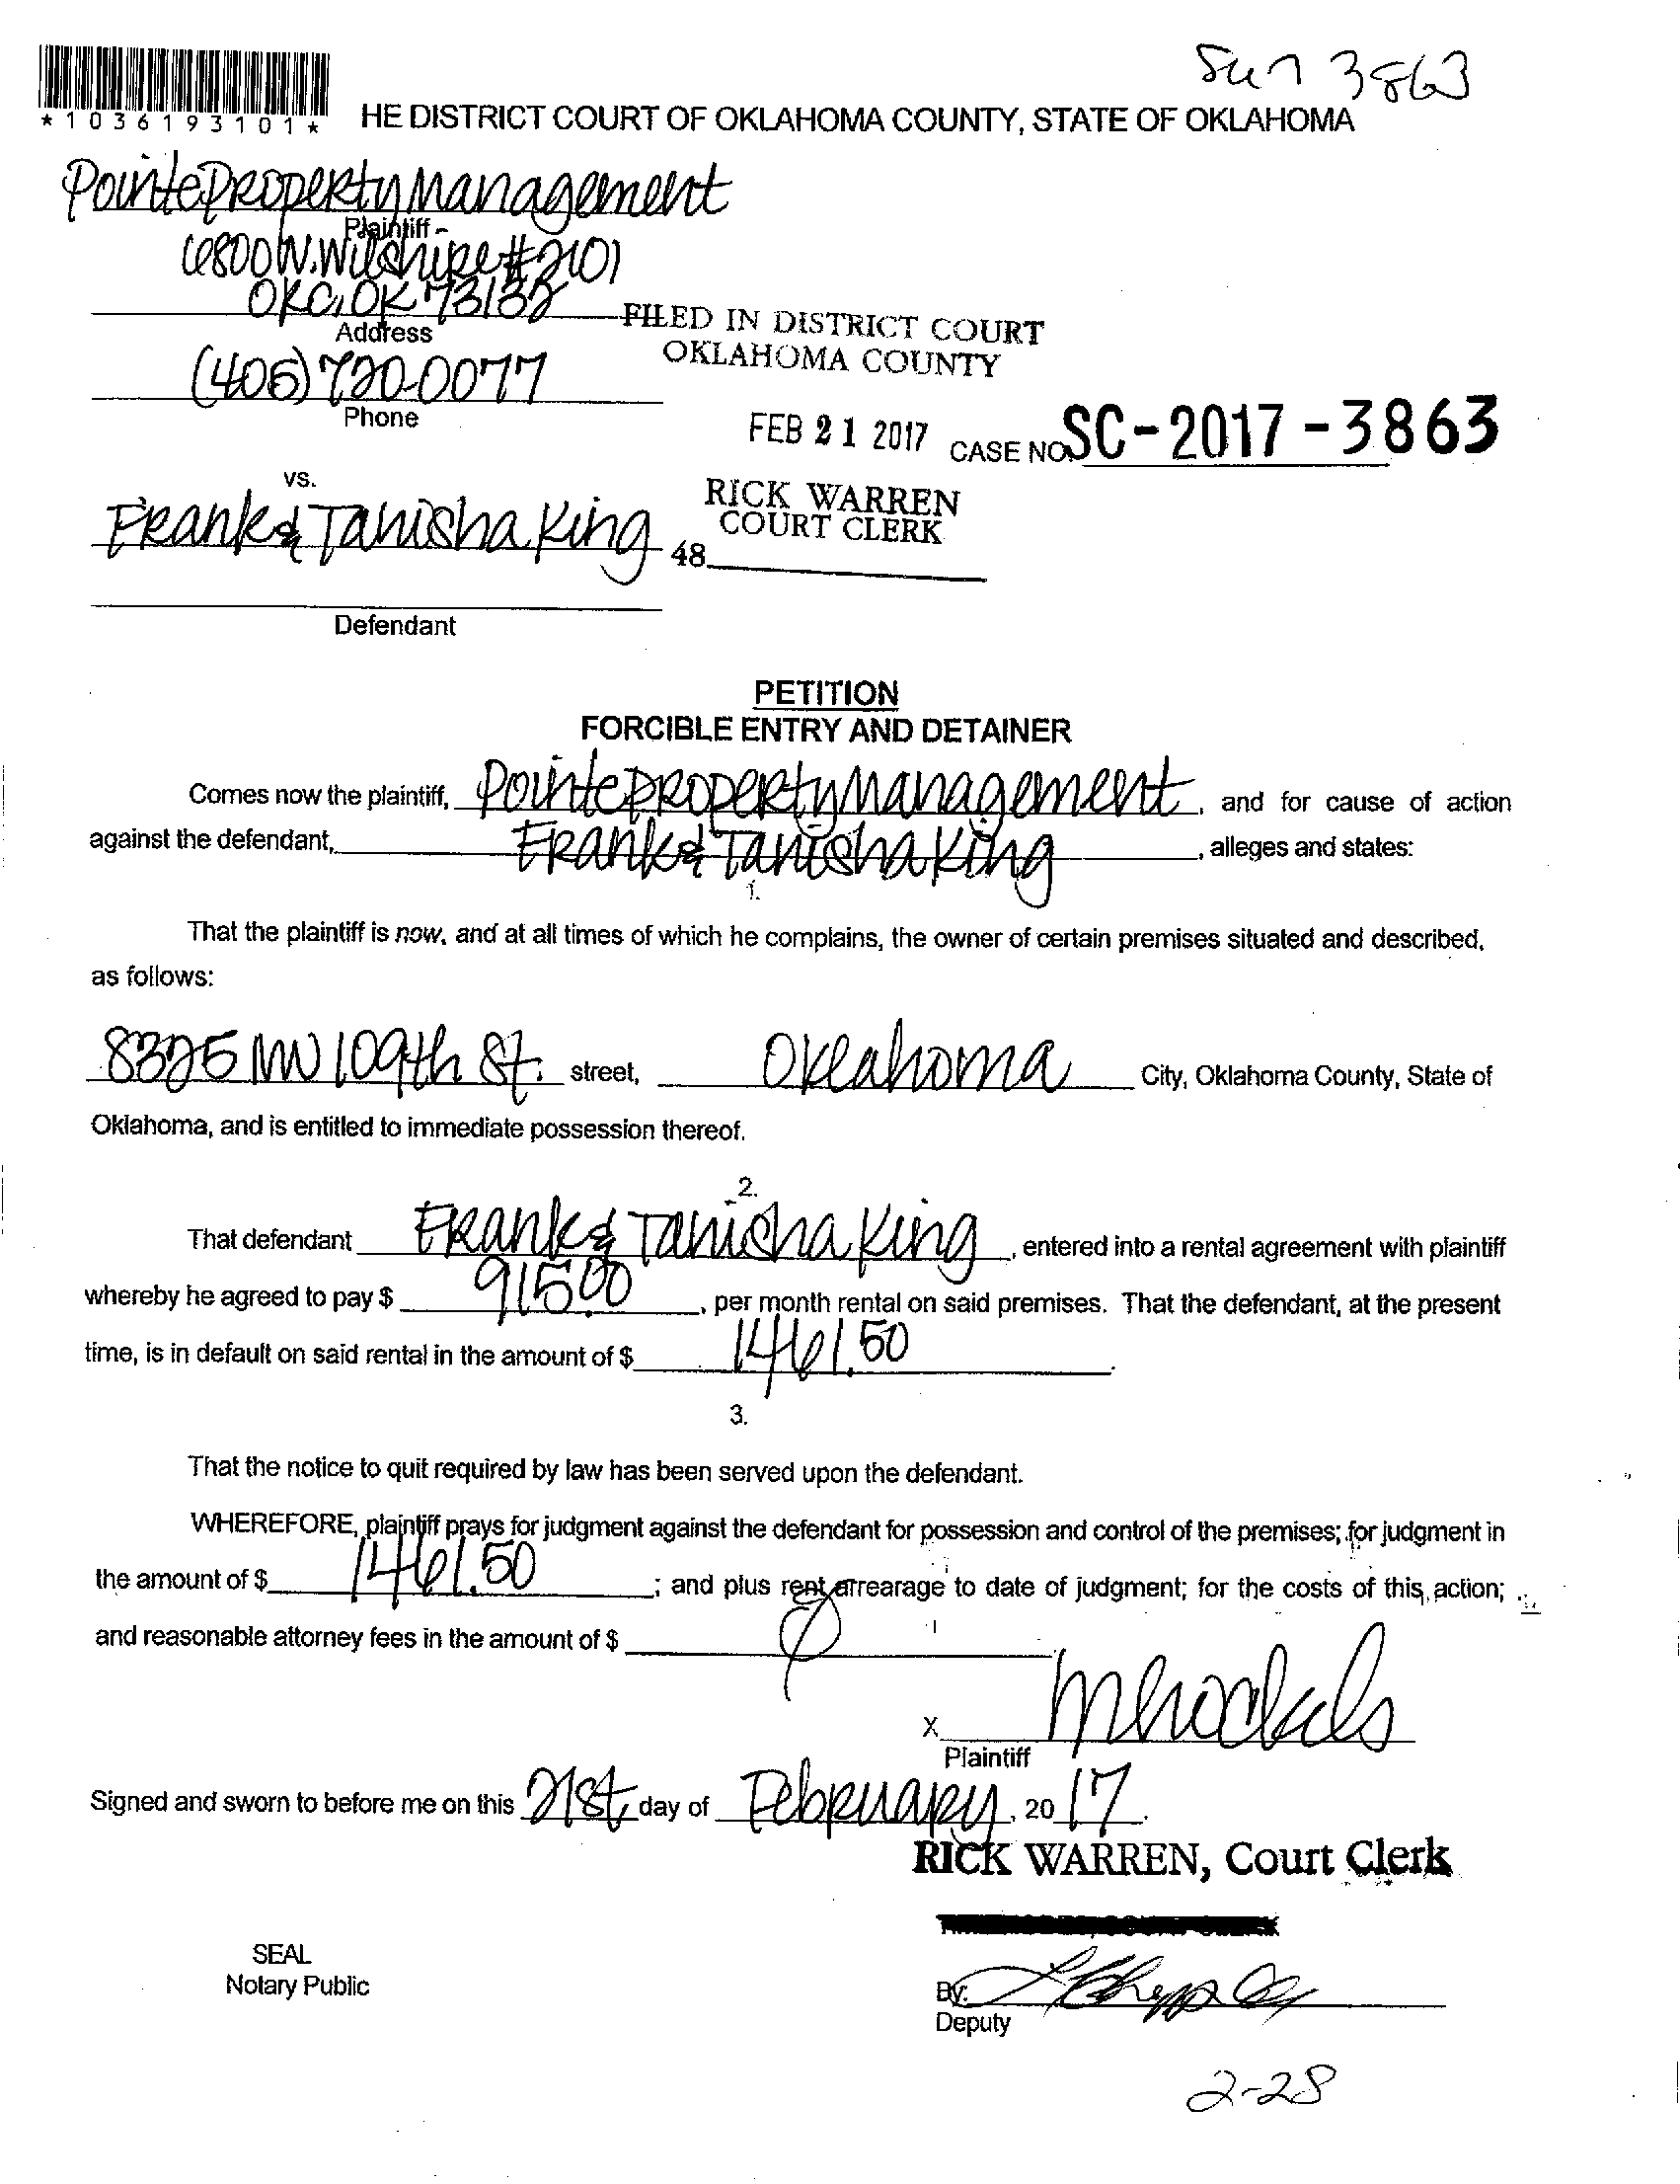 3863
*1036193101*
HE DISTRICT COURT OF OKLAHOMA COUNTY, STATE OF OKLAHOMA
Pointe Property Management
Plaintiff
6800 W. Wilshire #2101
OKC, OK 73132
Address
FILED IN DISTRICT COURT
OKLAHOMA COUNTY
(405) 720-0077
Phone
FEB 21 2017
CASE NO. SC-2017-3863
vs.
RICK WARREN
COURT CLERK
Frank & Tanisha King
48
Defendant
PETITION
FORCIBLE ENTRY AND DETAINER
Comes now the plaintiff, Pointe Property Management, and for cause of action
against the defendant, Frank & Tanisha King, alleges and states:
1.
That the plaintiff is now, and at all times of which he complains, the owner of certain premises situated and described,
as follows:
8325 NW 109th St. street, Oklahoma City, Oklahoma County, State of
Oklahoma, and is entitled to immediate possession thereof.
2.
That defendant Frank & Tanisha King, entered into a rental agreement with plaintiff
whereby he agreed to pay $ 915.00, per month rental on said premises. That the defendant, at the present
time, is in default on said rental in the amount of $ 1461.50.
3.
That the notice to quit required by law has been served upon the defendant.
WHEREFORE, plaintiff prays for judgment against the defendant for possession and control of the premises; for judgment in
the amount of $ 1461.50; and plus rent arrearage to date of judgment; for the costs of this action;
and reasonable attorney fees in the amount of $
X
Plaintiff
Signed and sworn to before me on this 21st day of February, 20 17.
RICK WARREN, Court Clerk
SEAL
Notary Public
By:
Deputy
2-28